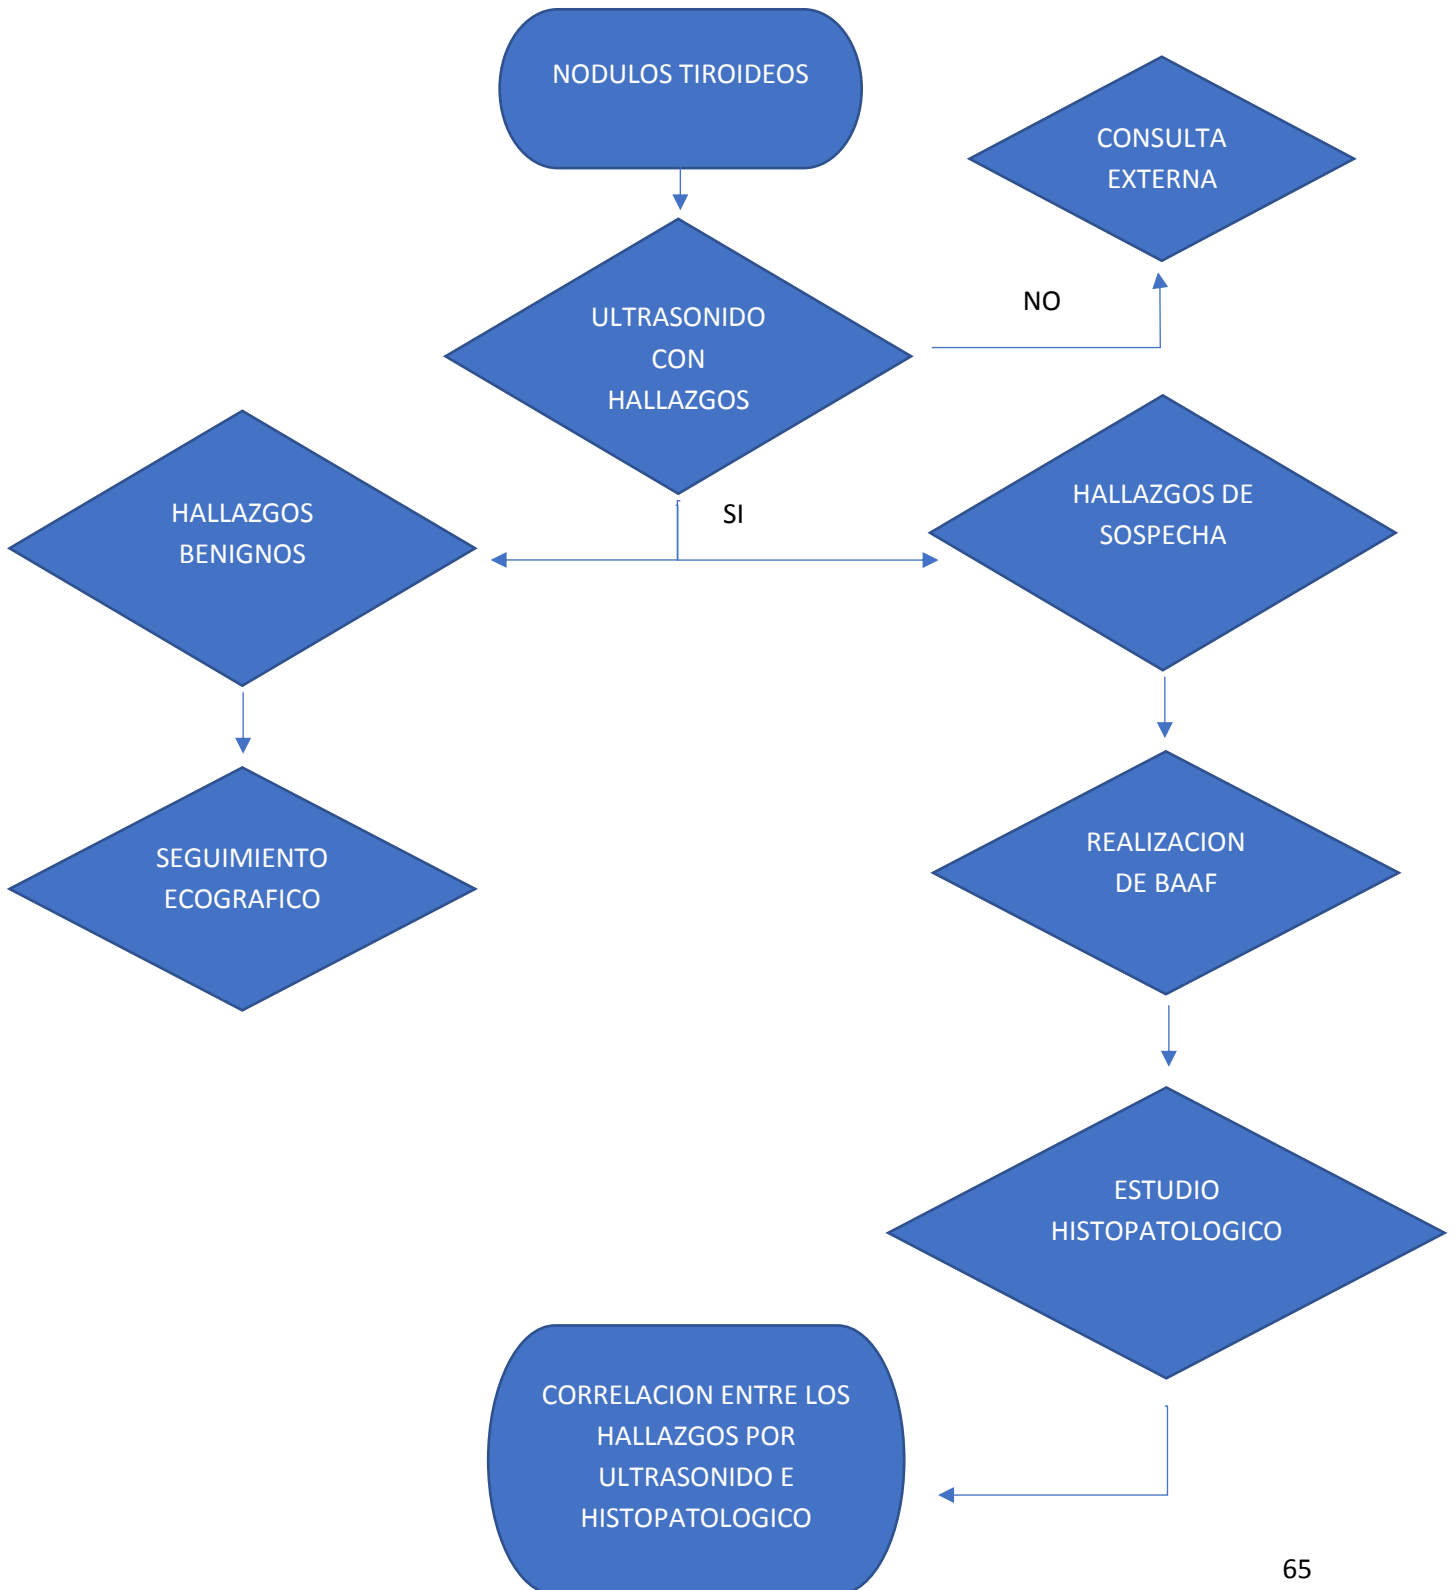 NODULOS TIROIDEOS
CONSULTA
EXTERNA
ULTRASONIDO
CON
HALLAZGOS
NO
SI
HALLAZGOS
BENIGNOS
HALLAZGOS DE
SOSPECHA
SEGUIMIENTO
ECOGRAFICO
REALIZACION
DE BAAF
ESTUDIO
HISTOPATOLOGICO
CORRELACION ENTRE LOS
HALLAZGOS POR
ULTRASONIDO E
HISTOPATOLOGICO
65